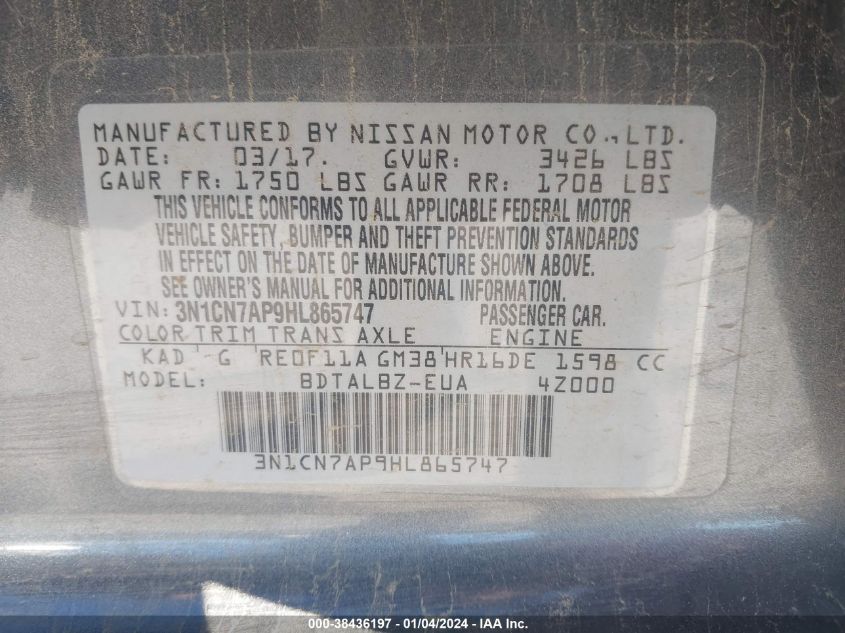 MANUFACTURED BY NISSAN MOTOR CO., LTD.
DATE: 03/17. GVWR: 3426 LBS
GAWR FR: 1750 LBS GAWR RR: 1708 LBS
THIS VEHICLE CONFORMS TO ALL APPLICABLE FEDERAL MOTOR
VEHICLE SAFETY, BUMPER AND THEFT PREVENTION STANDARDS
IN EFFECT ON THE DATE OF MANUFACTURE SHOWN ABOVE.
SEE OWNER'S MANUAL FOR ADDITIONAL INFORMATION.
VIN: 3N1CN7AP9HL865747 PASSENGER CAR.
COLOR TRIM TRANS AXLE ENGINE
KAD G RE0F11A GM38 HR16DE 1598 CC
MODEL: BDTALBZ-EUA 4Z000
3N1CN7AP9HL865747
000-38436197 - 01/04/2024 - IAA Inc.